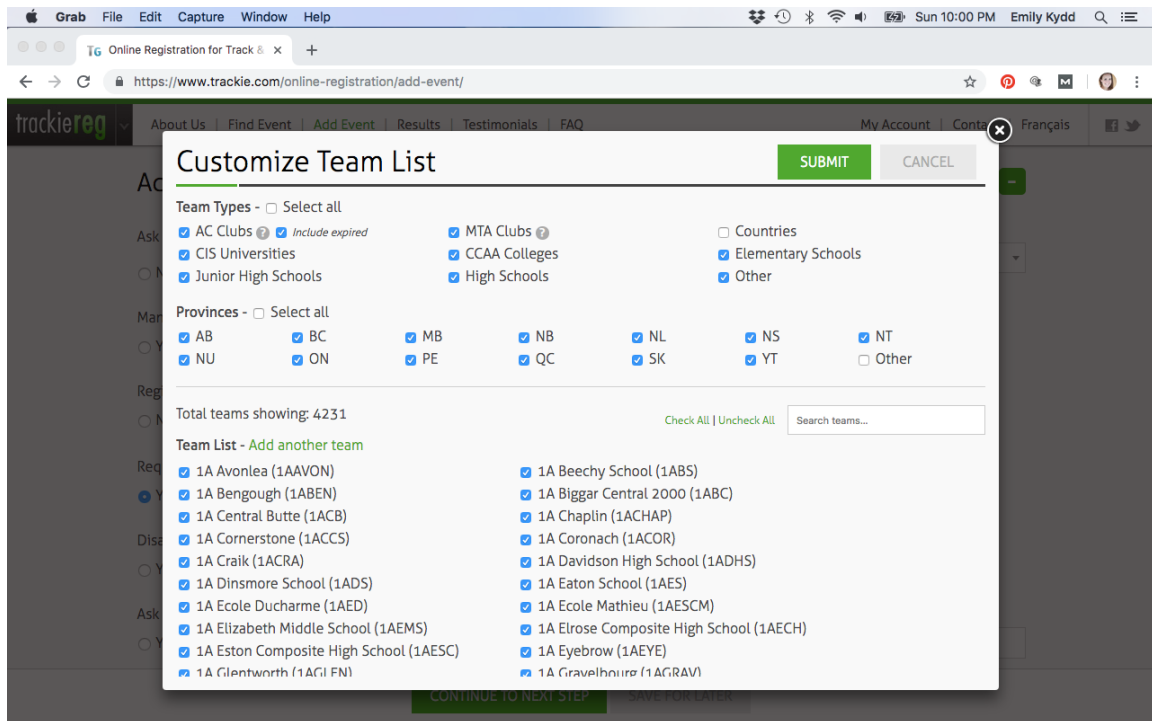 Grab File Edit Capture Window Help Sun 10:00 PM Emily Kydd
TG Online Registration for Track &
https://www.trackie.com/online-registration/add-event/
trackiereg About Us | Find Event | Add Event | Results | Testimonials | FAQ My Account | Conta Français
Customize Team List SUBMIT CANCEL
Team Types - Select all
AC Clubs ? Include expired MTA Clubs ? Countries
CIS Universities CCAA Colleges Elementary Schools
Junior High Schools High Schools Other
Provinces - Select all
AB BC MB NB NL NS NT
NU ON PE QC SK YT Other
Total teams showing: 4231 Check All | Uncheck All Search teams...
Team List - Add another team
1A Avonlea (1AAVON) 1A Beechy School (1ABS)
1A Bengough (1ABEN) 1A Biggar Central 2000 (1ABC)
1A Central Butte (1ACB) 1A Chaplin (1ACHAP)
1A Cornerstone (1ACCS) 1A Coronach (1ACOR)
1A Craik (1ACRA) 1A Davidson High School (1ADHS)
1A Dinsmore School (1ADS) 1A Eaton School (1AES)
1A Ecole Ducharme (1AED) 1A Ecole Mathieu (1AESCM)
1A Elizabeth Middle School (1AEMS) 1A Elrose Composite High School (1AECH)
1A Eston Composite High School (1AESC) 1A Eyebrow (1AEYE)
1A Glentworth (1AGLEN) 1A Gravelbourg (1AGRAV)
CONTINUE TO NEXT STEP SAVE FOR LATER